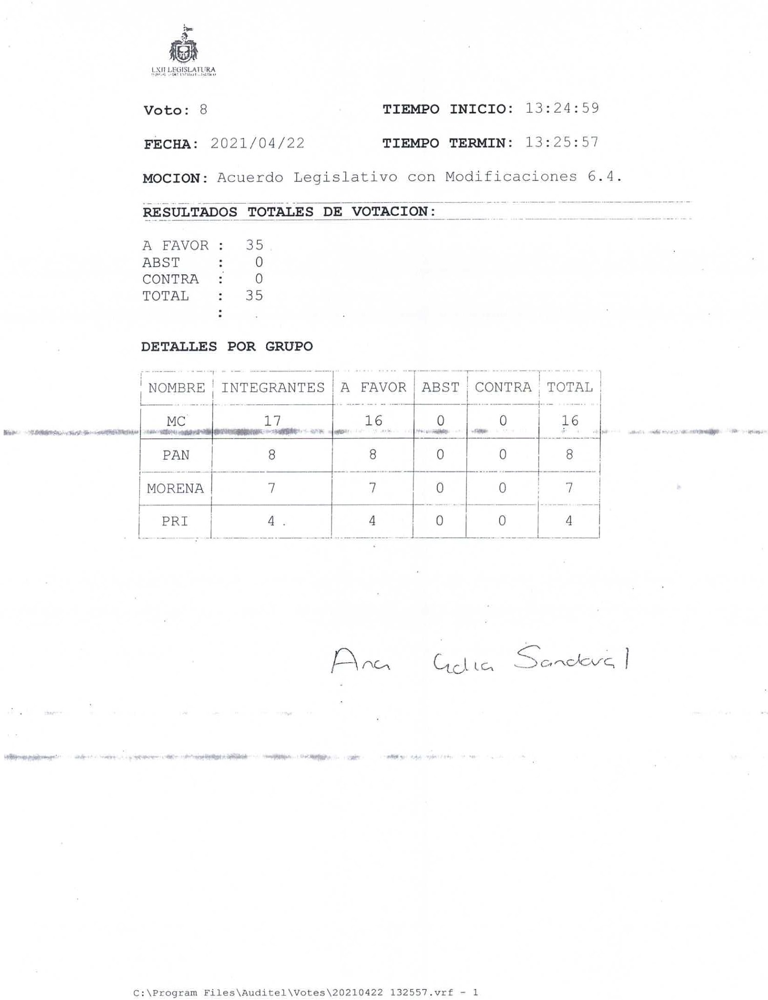 LXII LEGISLATURA
Voto: 8
TIEMPO INICIO: 13:24:59
FECHA: 2021/04/22
TIEMPO TERMIN: 13:25:57
MOCION: Acuerdo Legislativo con Modificaciones 6.4.
RESULTADOS TOTALES DE VOTACION:
A FAVOR : 35
ABST : 0
CONTRA : 0
TOTAL : 35
:
DETALLES POR GRUPO
NOMBRE INTEGRANTES A FAVOR ABST CONTRA TOTAL
MC 17 16 0 0 16
PAN 8 8 0 0 8
MORENA 7 7 0 0 7
PRI 4 4 0 0 4
Ana Lidia Sandoval
C:\Program Files\Auditel\Votes\20210422 132557.vrf - 1